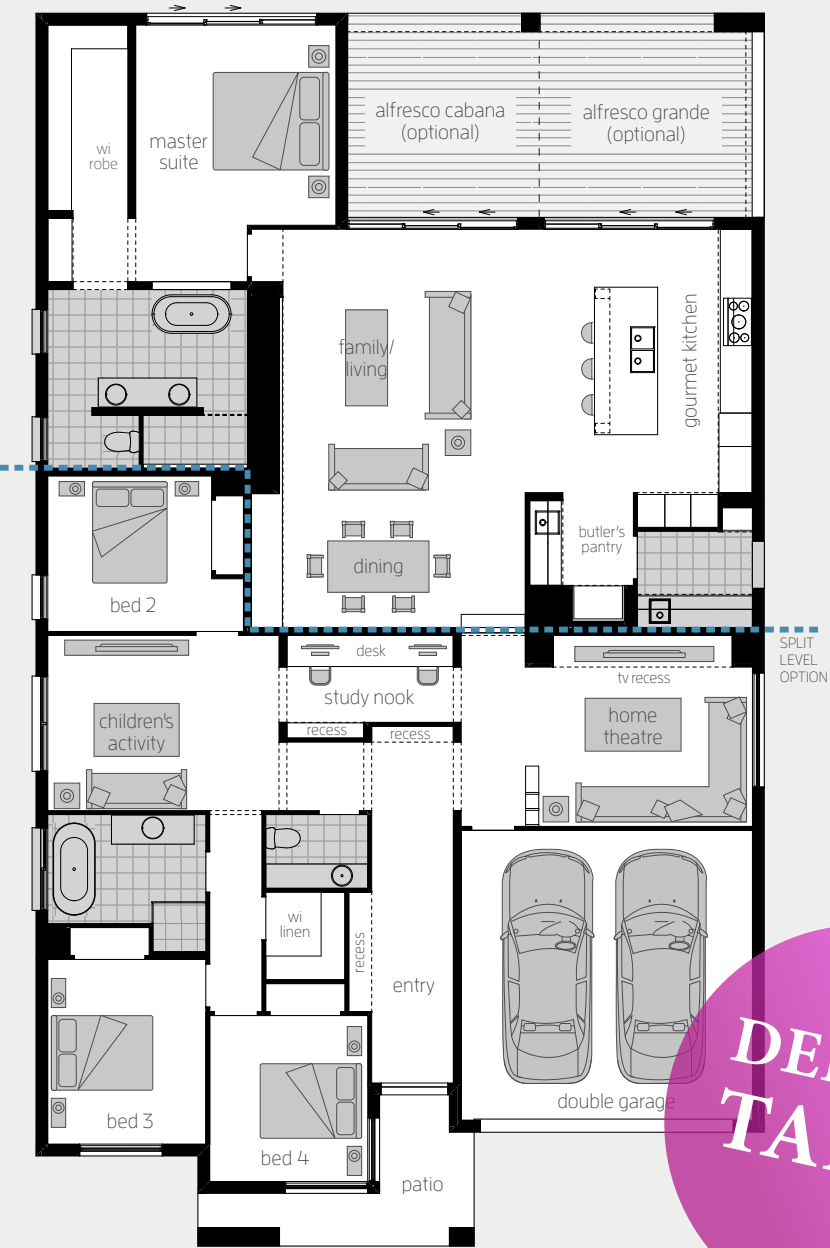 alfresco cabana
(optional)
alfresco grande
(optional)
wi
robe
master
suite
family/
living
gourmet kitchen
butler's
pantry
dining
bed 2
SPLIT
LEVEL
OPTION
desk
study nook
tv recess
children's
activity
home
theatre
recess
recess
wi
linen
recess
entry
double garage
bed 3
bed 4
patio